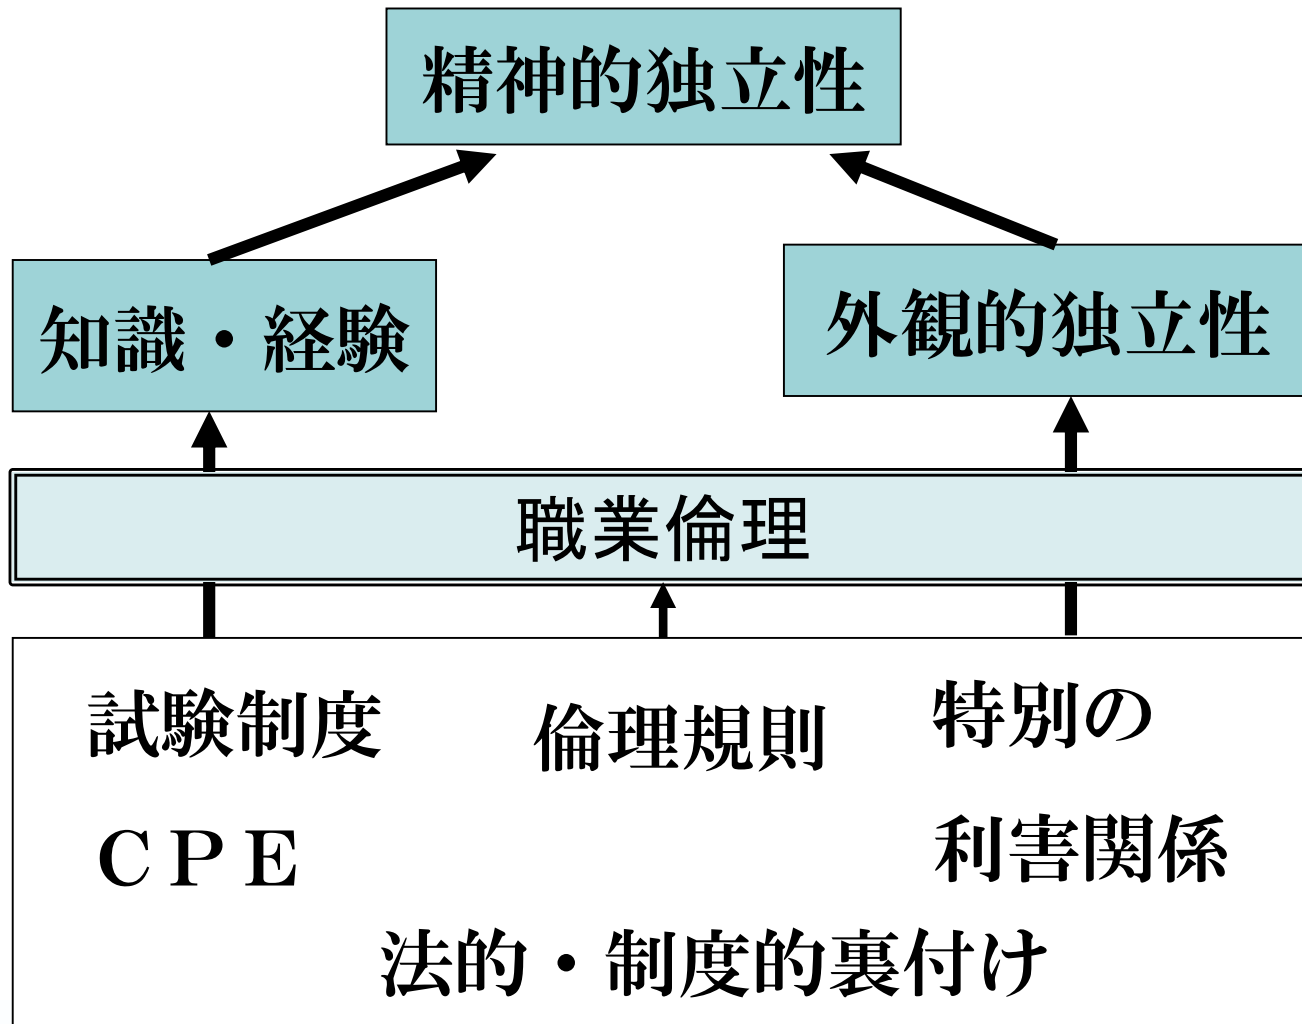 精神的独立性
知識・経験
外観的独立性
職業倫理
試験制度
倫理規則
特別の
ＣＰＥ
利害関係
法的・制度的裏付け